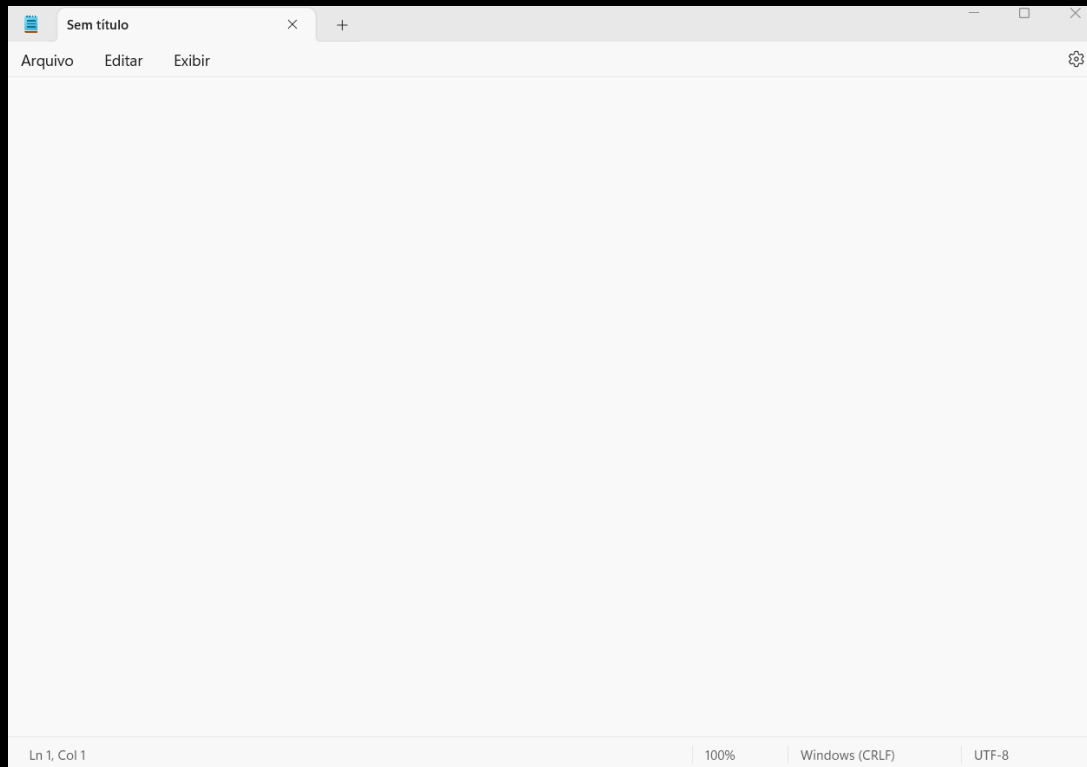 Sem título
Arquivo Editar Exibir
Ln 1, Col 1 100% Windows (CRLF) UTF-8